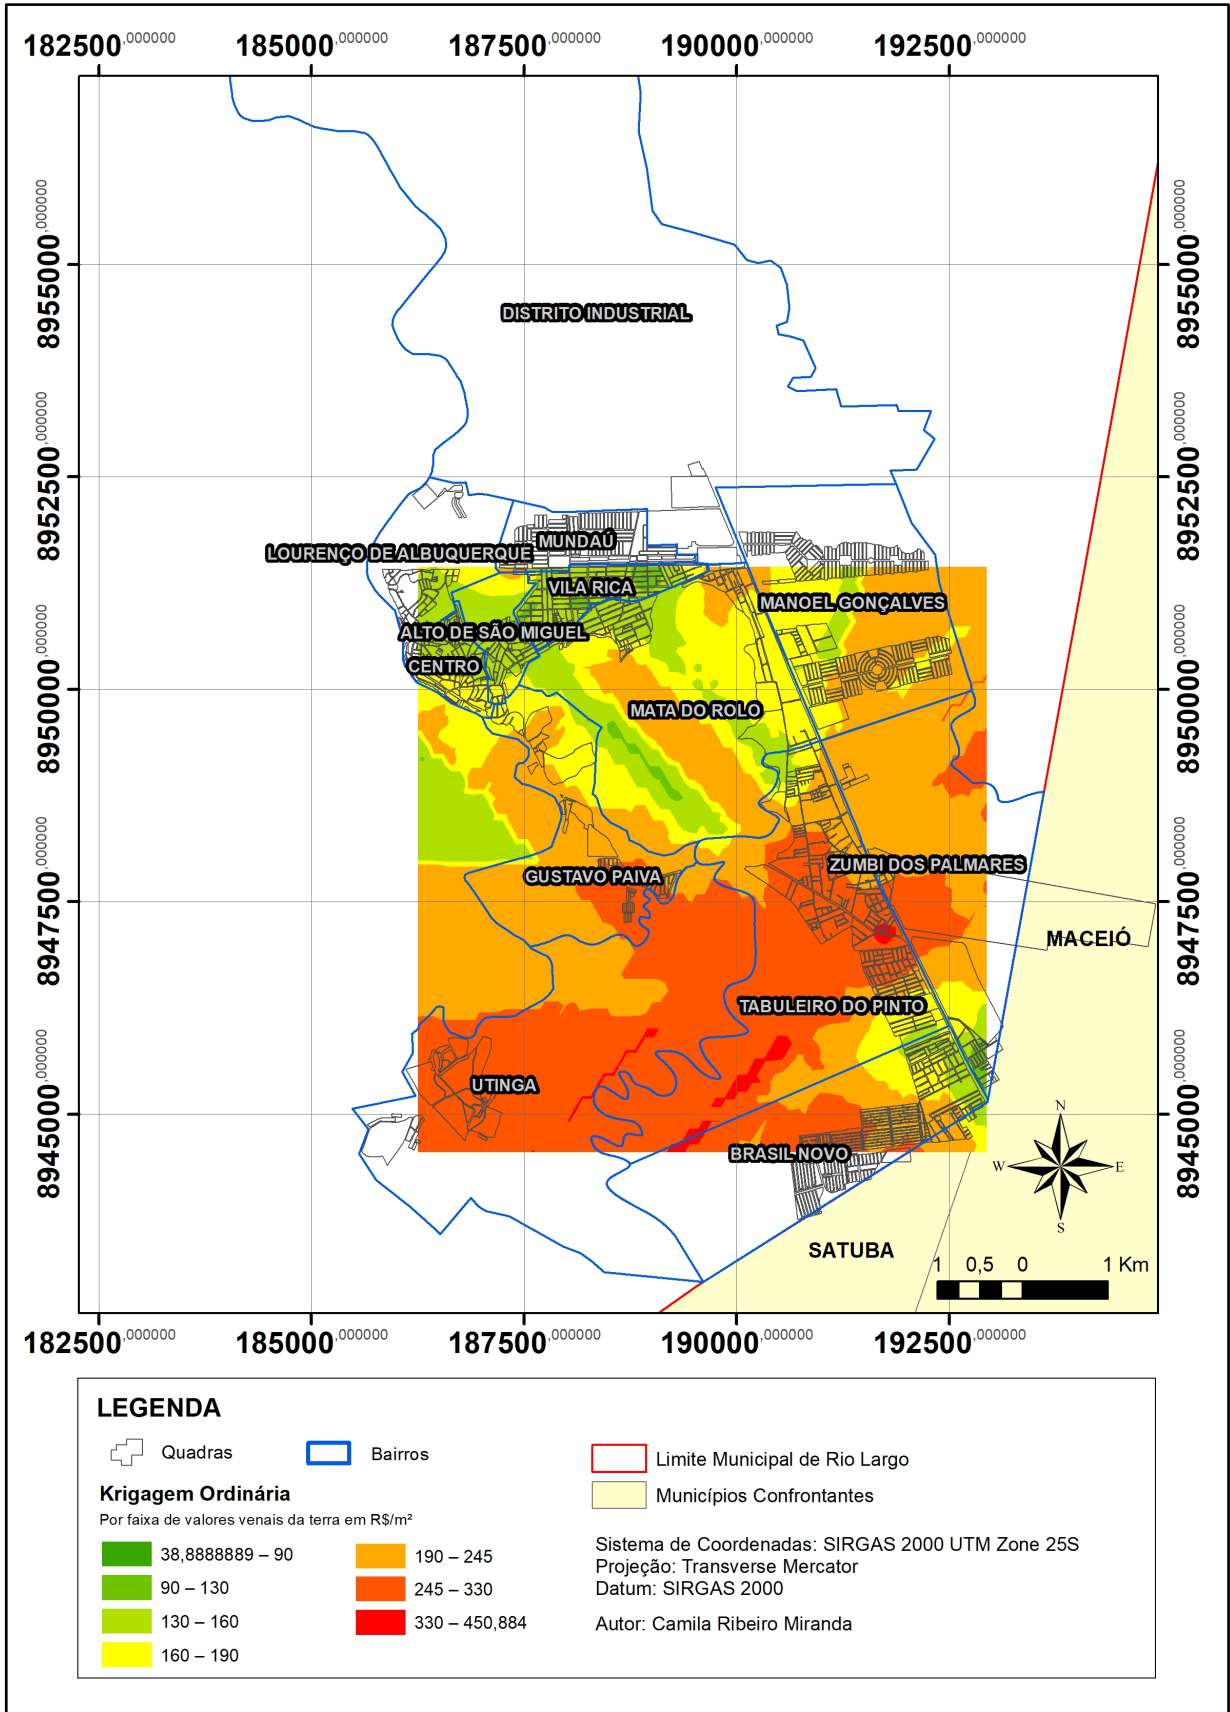 182500,000000 185000,000000 187500,000000 190000,000000 192500,000000
8955000,000000 8955000,000000
DISTRITO INDUSTRIAL
8952500,000000 8952500,000000
MUNDAÚ
LOURENÇO DE ALBUQUERQUE
VILA RICA
MANOEL GONÇALVES
ALTO DE SÃO MIGUEL
CENTRO
8950000,000000 8950000,000000
MATA DO ROLO
ZUMBI DOS PALMARES
GUSTAVO PAIVA
8947500,000000 8947500,000000
MACEIÓ
TABULEIRO DO PINTO
UTINGA
8945000,000000 8945000,000000
N
BRASIL NOVO
W E
S
SATUBA
1 0,5 0 1 Km
182500,000000 185000,000000 187500,000000 190000,000000 192500,000000
LEGENDA
Quadras Bairros
Limite Municipal de Rio Largo
Krigagem Ordinária
Municípios Confrontantes
Por faixa de valores venais da terra em R$/m²
38,8888889 – 90
90 – 130
130 – 160
160 – 190
190 – 245
245 – 330
330 – 450,884
Sistema de Coordenadas: SIRGAS 2000 UTM Zone 25S
Projeção: Transverse Mercator
Datum: SIRGAS 2000
Autor: Camila Ribeiro Miranda